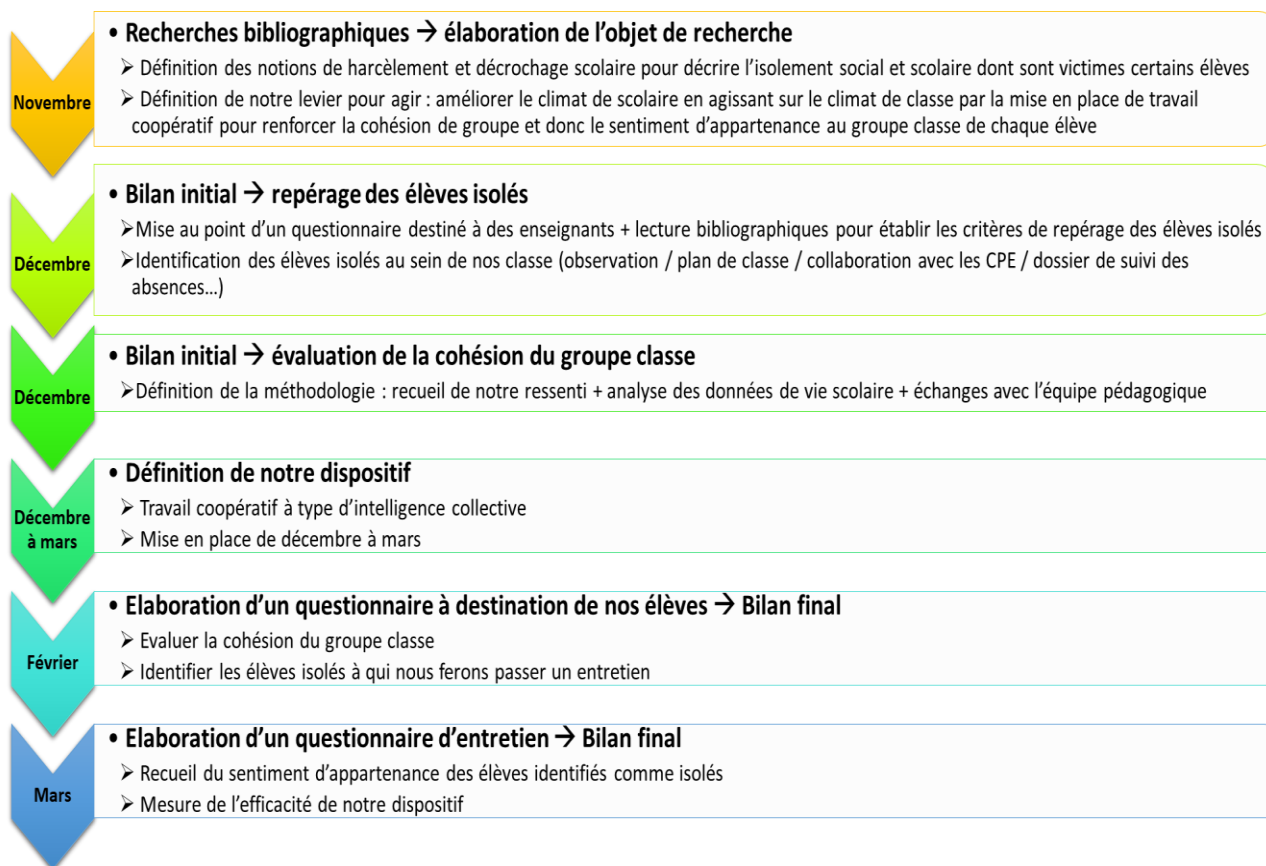 • Recherches bibliographiques → élaboration de l'objet de recherche
Novembre
➢ Définition des notions de harcèlement et décrochage scolaire pour décrire l'isolement social et scolaire dont sont victimes certains élèves
➢ Définition de notre levier pour agir : améliorer le climat de scolaire en agissant sur le climat de classe par la mise en place de travail
coopératif pour renforcer la cohésion de groupe et donc le sentiment d'appartenance au groupe classe de chaque élève
• Bilan initial → repérage des élèves isolés
Décembre
➢Mise au point d'un questionnaire destiné à des enseignants + lecture bibliographiques pour établir les critères de repérage des élèves isolés
➢Identification des élèves isolés au sein de nos classe (observation / plan de classe / collaboration avec les CPE / dossier de suivi des
absences…)
• Bilan initial → évaluation de la cohésion du groupe classe
Décembre
➢Définition de la méthodologie : recueil de notre ressenti + analyse des données de vie scolaire + échanges avec l'équipe pédagogique
• Définition de notre dispositif
Décembre
à mars
➢ Travail coopératif à type d'intelligence collective
➢ Mise en place de décembre à mars
• Elaboration d'un questionnaire à destination de nos élèves → Bilan final
Février
➢ Evaluer la cohésion du groupe classe
➢ Identifier les élèves isolés à qui nous ferons passer un entretien
• Elaboration d'un questionnaire d'entretien → Bilan final
Mars
➢ Recueil du sentiment d'appartenance des élèves identifiés comme isolés
➢ Mesure de l'efficacité de notre dispositif